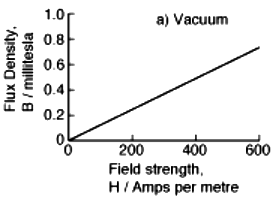 a) Vacuum
Flux Density,
B / millitesla
1.0
0.8
0.6
0.4
0.2
0
0 200 400 600
Field strength,
H / Amps per metre